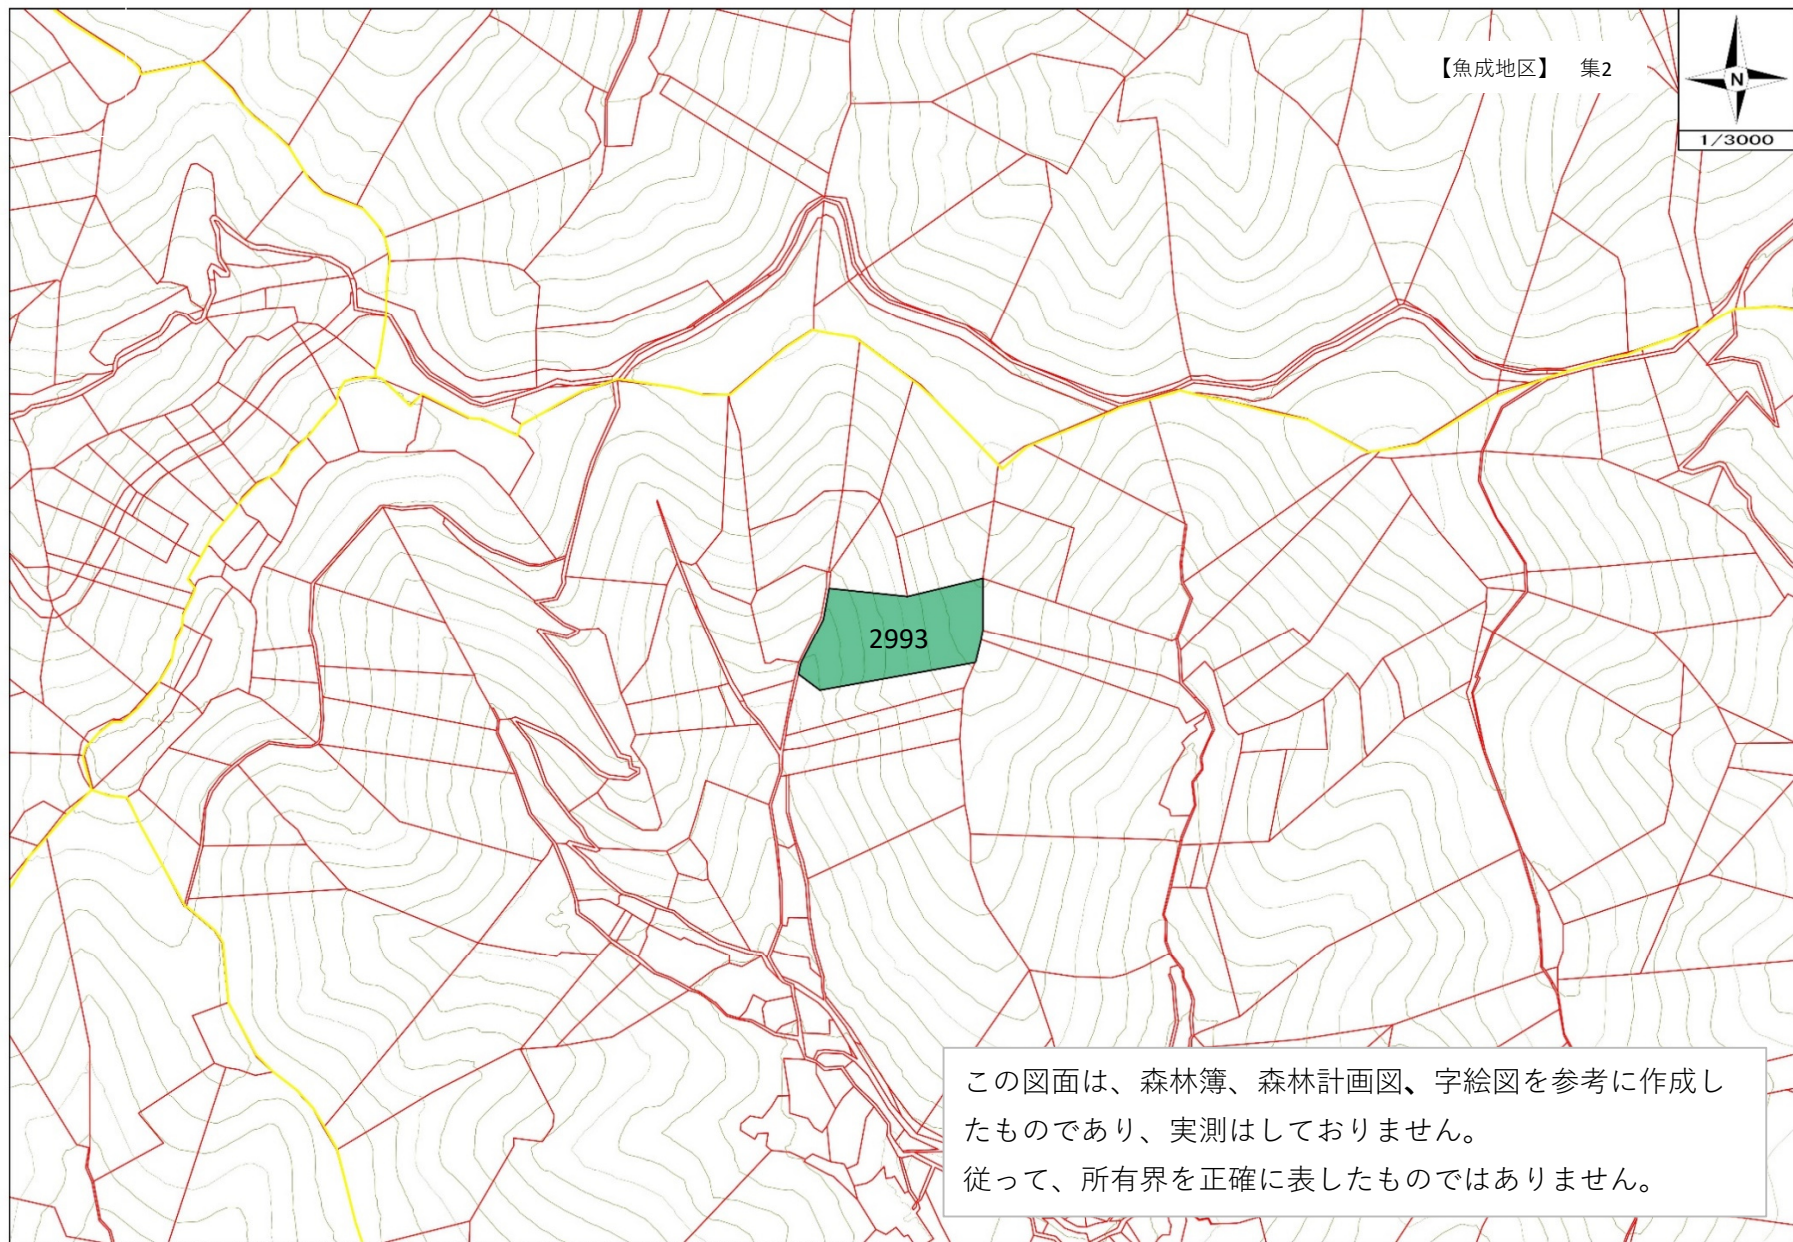 【魚成地区】　集2
N
1/3000
2993
この図面は、森林簿、森林計画図、字絵図を参考に作成し
たものであり、実測はしておりません。
従って、所有界を正確に表したものではありません。